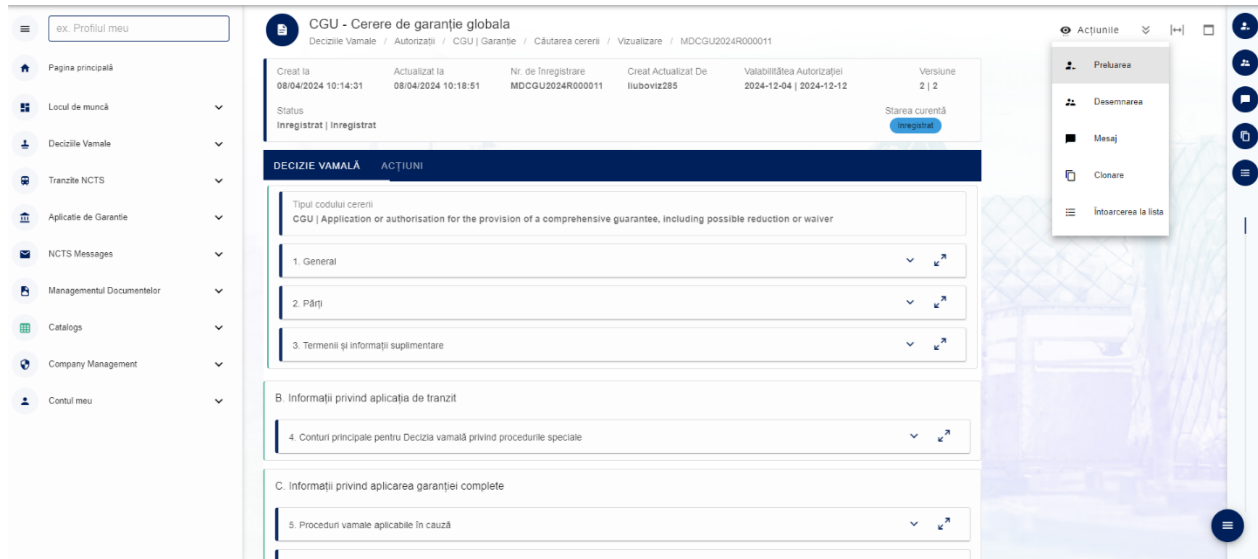 ex. Profilul meu
Pagina principală
Locul de muncă
Deciziile Vamale
Tranzite NCTS
Aplicatie de Garantie
NCTS Messages
Managementul Documentelor
Catalogs
Company Management
Contul meu
CGU - Cerere de garanție globala
Deciziile Vamale / Autorizații / CGU | Garanție / Căutarea cererii / Vizualizare / MDCGU2024R000011
Acțiunile
Preluarea
Desemnarea
Mesaj
Clonare
Întoarcerea la lista
Creat la Actualizat la Nr. de înregistrare Creat Actualizat De Valabilitatea Autorizației Versiune
08/04/2024 10:14:31 08/04/2024 10:18:51 MDCGU2024R000011 liuboviz285 2024-12-04 | 2024-12-12 2 | 2
Status Starea curentă
Inregistrat | Inregistrat Inregistrat
DECIZIE VAMALĂ ACȚIUNI
Tipul codului cererii
CGU | Application or authorisation for the provision of a comprehensive guarantee, including possible reduction or waiver
1. General
2. Părți
3. Termenii și informații suplimentare
B. Informații privind aplicația de tranzit
4. Conturi principale pentru Decizia vamală privind procedurile speciale
C. Informații privind aplicarea garanției complete
5. Proceduri vamale aplicabile în cauză